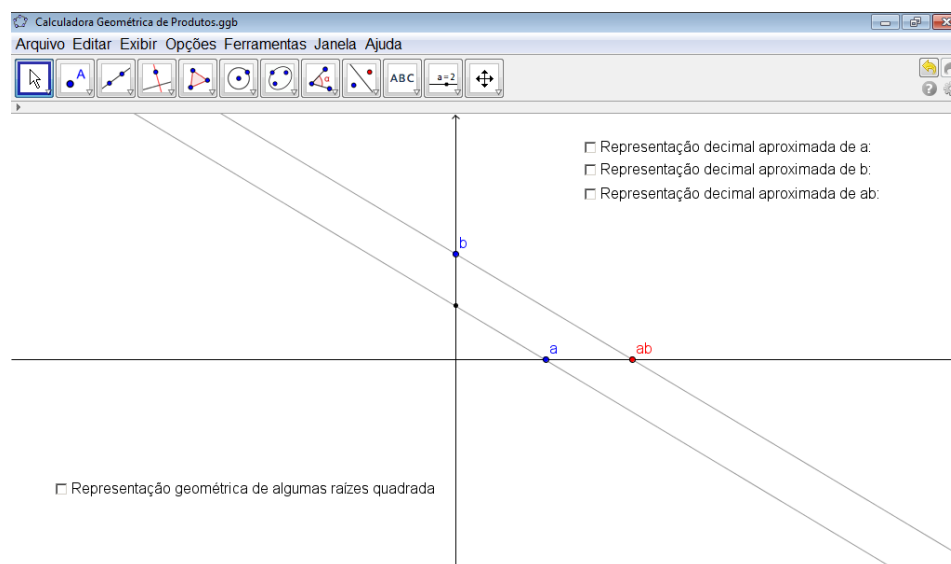 Calculadora Geométrica de Produtos.ggb
Arquivo Editar Exibir Opções Ferramentas Janela Ajuda
A α ABC a=2
Representação decimal aproximada de a:
Representação decimal aproximada de b:
Representação decimal aproximada de ab:
b
a ab
Representação geométrica de algumas raízes quadrada